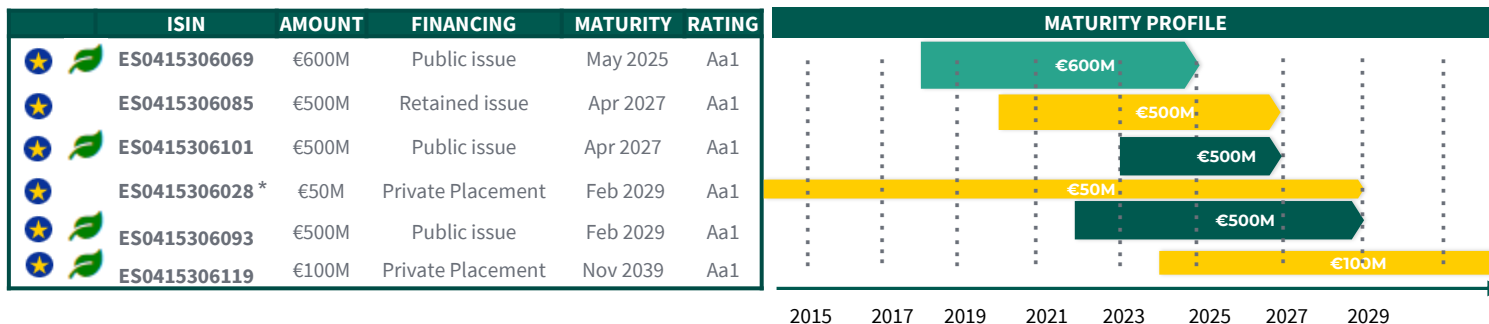 ISIN AMOUNT FINANCING MATURITY RATING MATURITY PROFILE
ES0415306069 €600M Public issue May 2025 Aa1 €600M
ES0415306085 €500M Retained issue Apr 2027 Aa1 €500M
ES0415306101 €500M Public issue Apr 2027 Aa1 €500M
ES0415306028 * €50M Private Placement Feb 2029 Aa1 €50M
ES0415306093 €500M Public issue Feb 2029 Aa1 €500M
ES0415306119 €100M Private Placement Nov 2039 Aa1 €100M
2015 2017 2019 2021 2023 2025 2027 2029